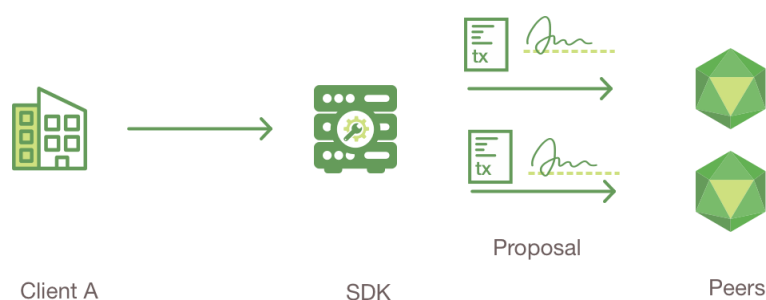 tx
tx
Proposal
Client A
SDK
Peers